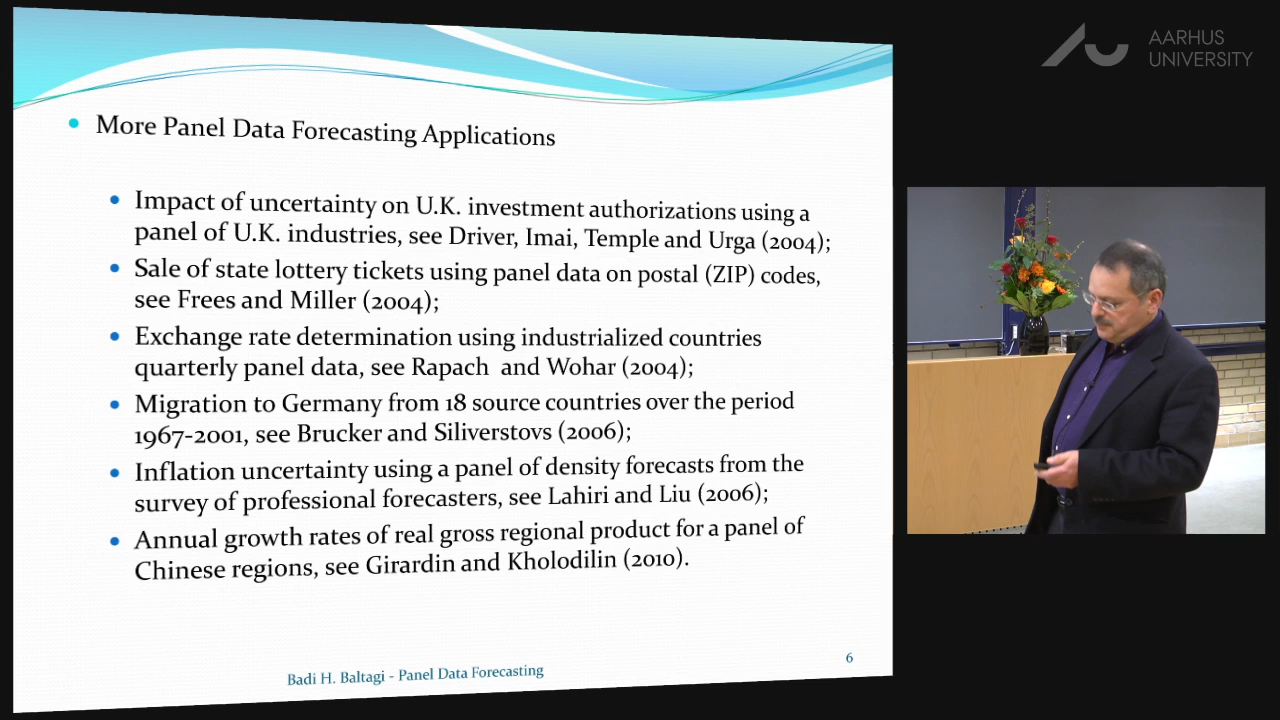 AARHUS
UNIVERSITY
More Panel Data Forecasting Applications
Impact of uncertainty on U.K. investment authorizations using a
panel of U.K. industries, see Driver, Imai, Temple and Urga (2004);
Sale of state lottery tickets using panel data on postal (ZIP) codes,
see Frees and Miller (2004);
Exchange rate determination using industrialized countries
quarterly panel data, see Rapach and Wohar (2004);
Migration to Germany from 18 source countries over the period
1967-2001, see Brucker and Siliverstovs (2006);
Inflation uncertainty using a panel of density forecasts from the
survey of professional forecasters, see Lahiri and Liu (2006);
Annual growth rates of real gross regional product for a panel of
Chinese regions, see Girardin and Kholodilin (2010).
Badi H. Baltagi - Panel Data Forecasting
6